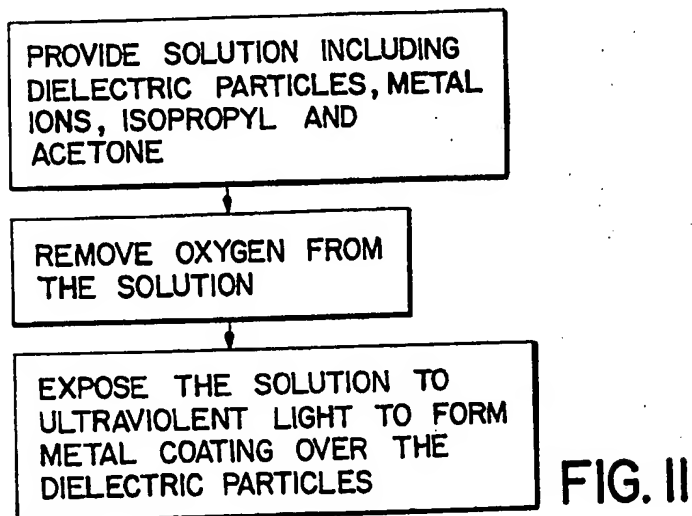 PROVIDE SOLUTION INCLUDING
DIELECTRIC PARTICLES, METAL
IONS, ISOPROPYL AND
ACETONE
REMOVE OXYGEN FROM
THE SOLUTION
EXPOSE THE SOLUTION TO
ULTRAVIOLENT LIGHT TO FORM
METAL COATING OVER THE
DIELECTRIC PARTICLES
FIG. 11